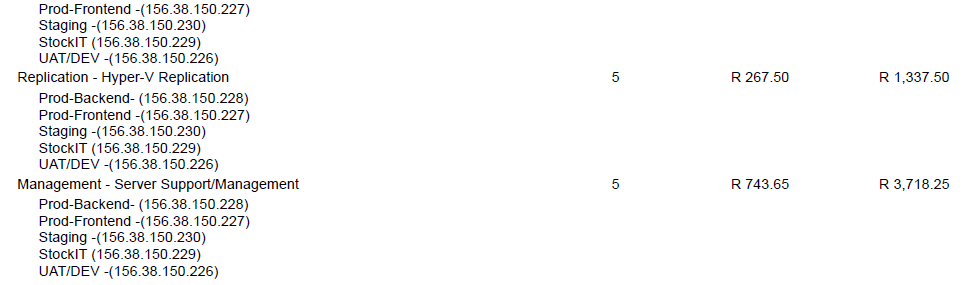 Prod-Frontend -(156.38.150.227)
Staging -(156.38.150.230)
StockIT (156.38.150.229)
UAT/DEV -(156.38.150.226)
Replication - Hyper-V Replication 5 R 267.50 R 1,337.50
Prod-Backend- (156.38.150.228)
Prod-Frontend -(156.38.150.227)
Staging -(156.38.150.230)
StockIT (156.38.150.229)
UAT/DEV -(156.38.150.226)
Management - Server Support/Management 5 R 743.65 R 3,718.25
Prod-Backend- (156.38.150.228)
Prod-Frontend -(156.38.150.227)
Staging -(156.38.150.230)
StockIT (156.38.150.229)
UAT/DEV -(156.38.150.226)